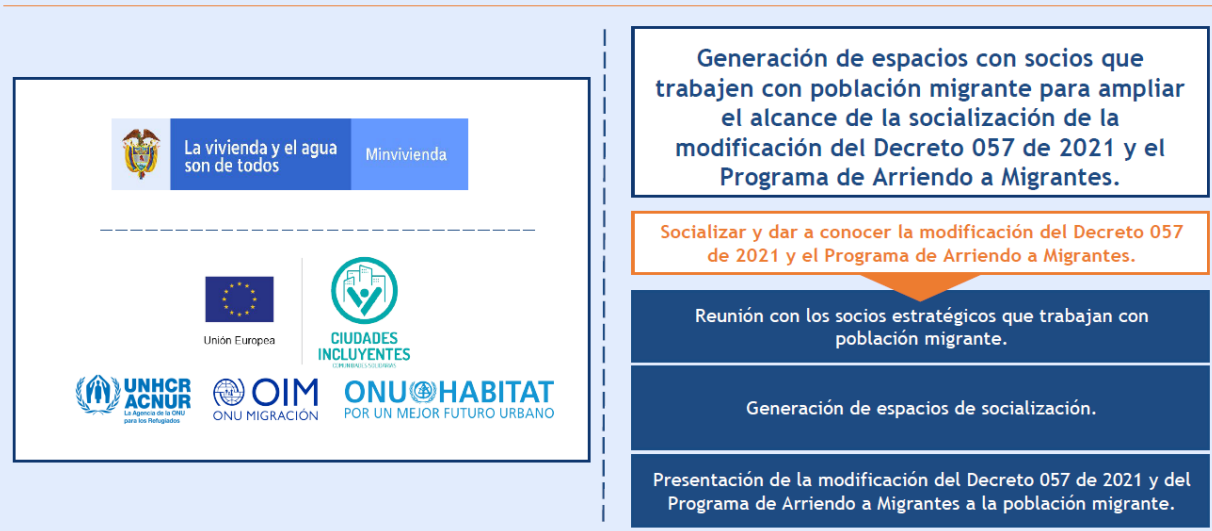 La vivienda y el agua
son de todos
Minvivienda
Unión Europea
CIUDADES
INCLUYENTES
COMUNIDADES SOLIDARIAS
UNHCR
ACNUR
La Agencia de la ONU
para los Refugiados
OIM
ONU MIGRACIÓN
ONU HABITAT
POR UN MEJOR FUTURO URBANO
Generación de espacios con socios que
trabajen con población migrante para ampliar
el alcance de la socialización de la
modificación del Decreto 057 de 2021 y el
Programa de Arriendo a Migrantes.
Socializar y dar a conocer la modificación del Decreto 057
de 2021 y el Programa de Arriendo a Migrantes.
Reunión con los socios estratégicos que trabajan con
población migrante.
Generación de espacios de socialización.
Presentación de la modificación del Decreto 057 de 2021 y del
Programa de Arriendo a Migrantes a la población migrante.